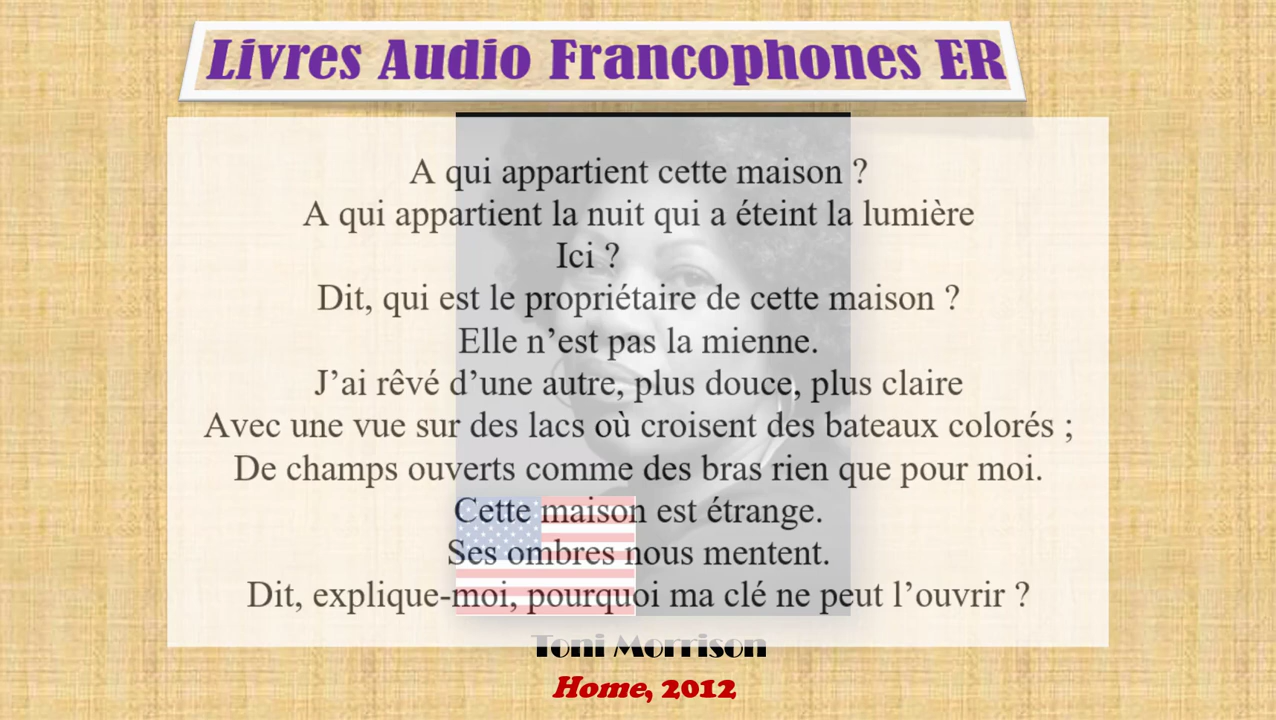 Livres Audio Francophones ER
A qui appartient cette maison ?
A qui appartient la nuit qui a éteint la lumière
Ici ?
Dit, qui est le propriétaire de cette maison ?
Elle n’est pas la mienne.
J’ai rêvé d’une autre, plus douce, plus claire
Avec une vue sur des lacs où croisent des bateaux colorés ;
De champs ouverts comme des bras rien que pour moi.
Cette maison est étrange.
Ses ombres nous mentent.
Dit, explique-moi, pourquoi ma clé ne peut l’ouvrir ?
Toni Morrison
Home, 2012